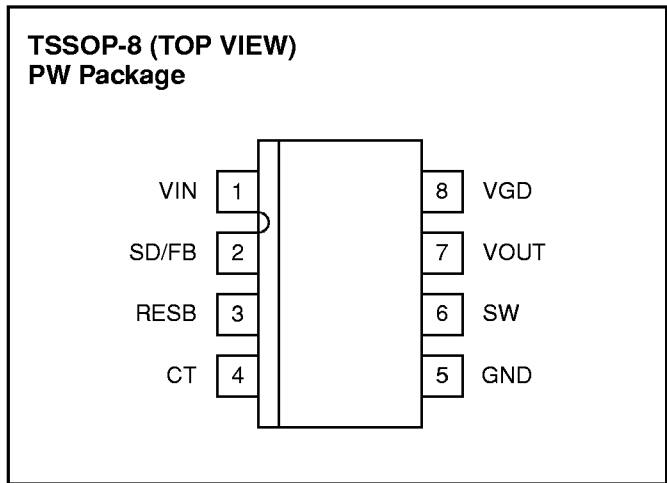 TSSOP-8 (TOP VIEW)
PW Package
VIN 1 8 VGD
SD/FB 2 7 VOUT
RESB 3 6 SW
CT 4 5 GND